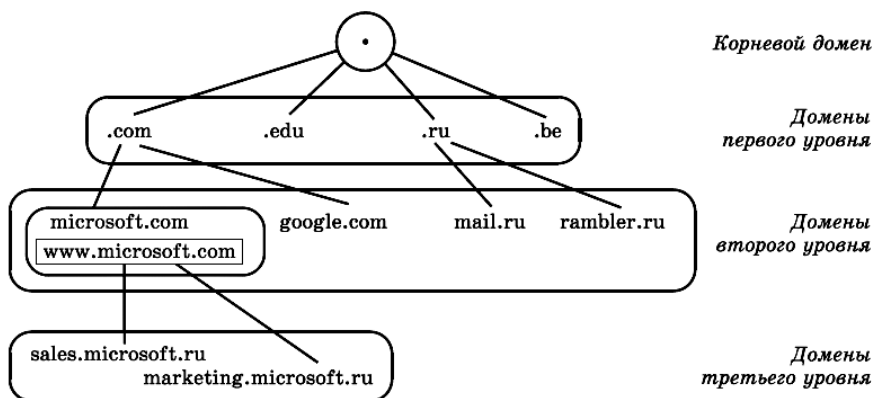 .
Корневой домен
.com .edu .ru .be
Домены
первого уровня
microsoft.com google.com mail.ru rambler.ru
www.microsoft.com
Домены
второго уровня
sales.microsoft.ru
marketing.microsoft.ru
Домены
третьего уровня